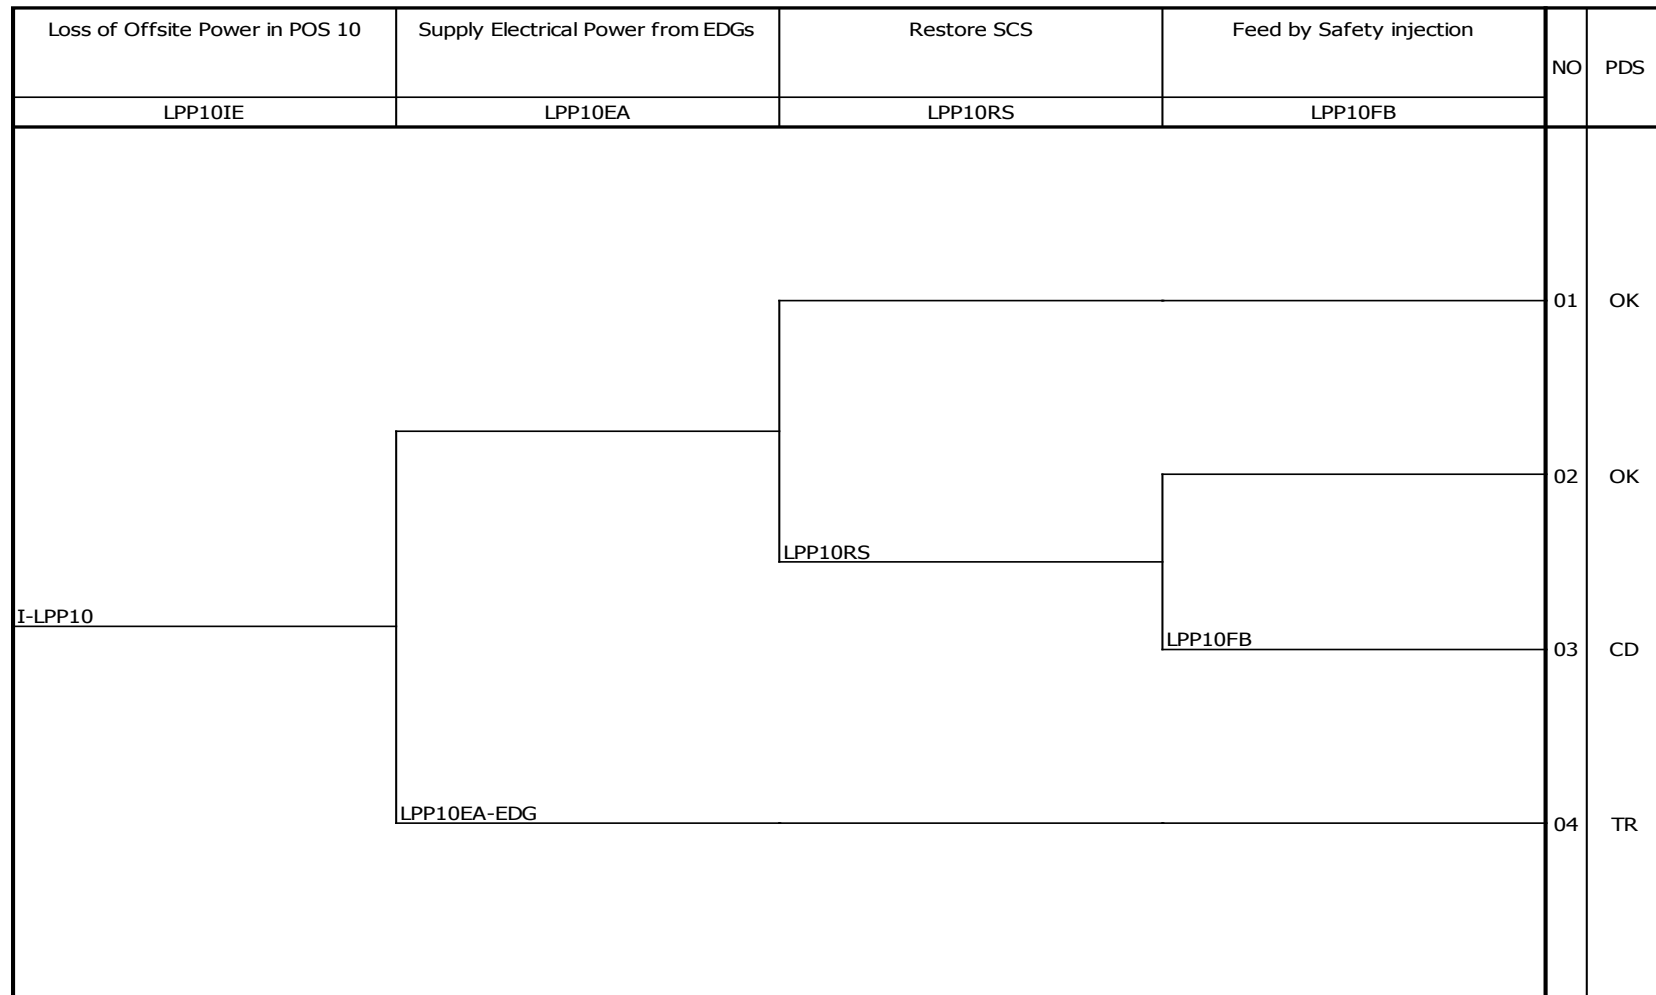 Loss of Offsite Power in POS 10
Supply Electrical Power from EDGs
Restore SCS
Feed by Safety injection
NO
PDS
LPP10IE
LPP10EA
LPP10RS
LPP10FB
01
OK
02
OK
LPP10RS
I-LPP10
LPP10FB
03
CD
LPP10EA-EDG
04
TR